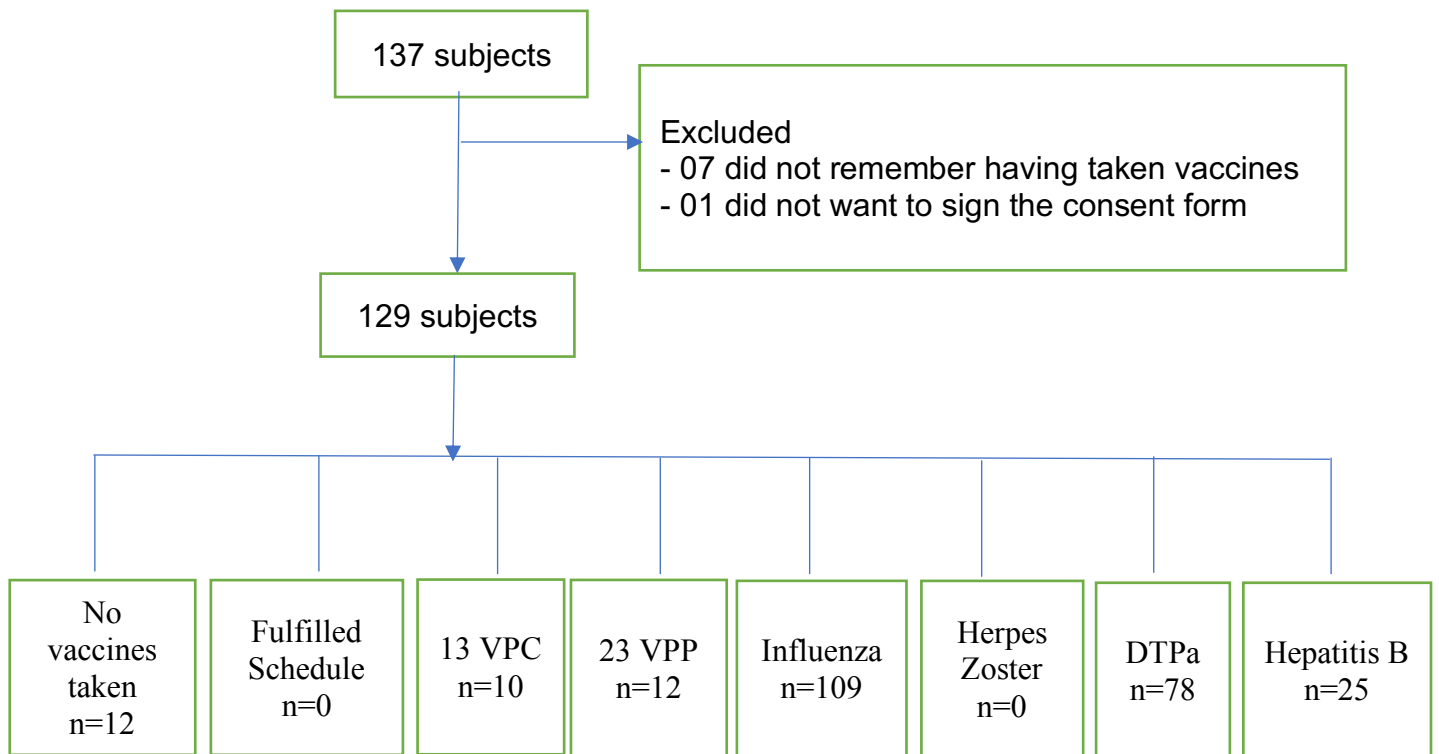 137 subjects
Excluded
- 07 did not remember having taken vaccines
- 01 did not want to sign the consent form
129 subjects
No
vaccines
taken
n=12
Fulfilled
Schedule
n=0
13 VPC
n=10
23 VPP
n=12
Influenza
n=109
Herpes
Zoster
n=0
DTPa
n=78
Hepatitis B
n=25